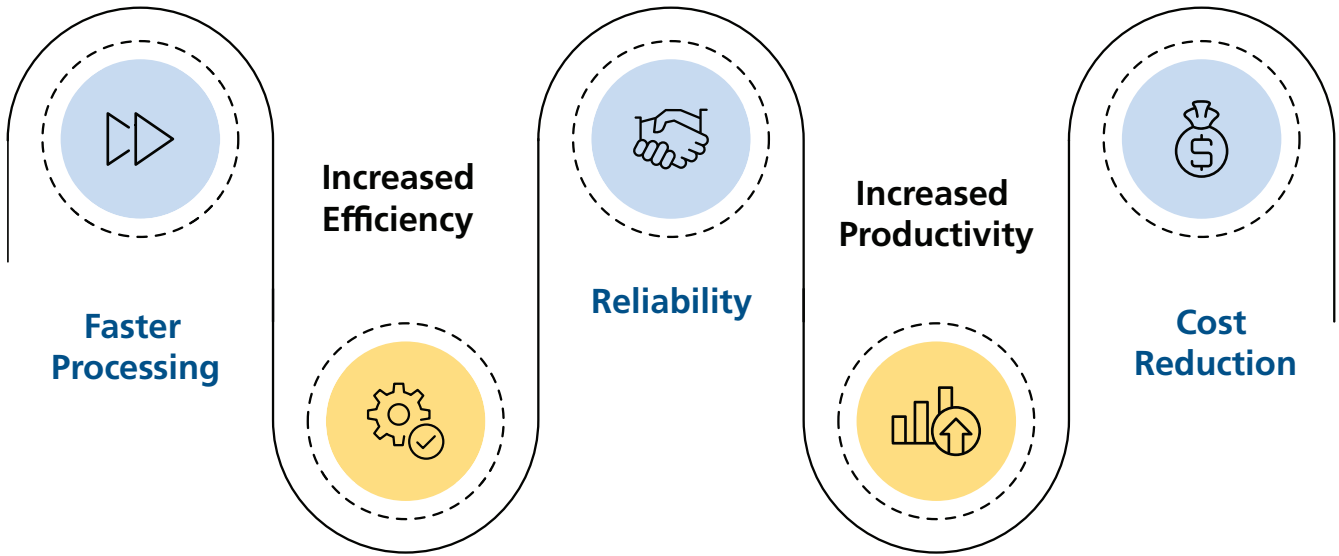 Faster
Processing
Increased
Efficiency
Reliability
Increased
Productivity
Cost
Reduction